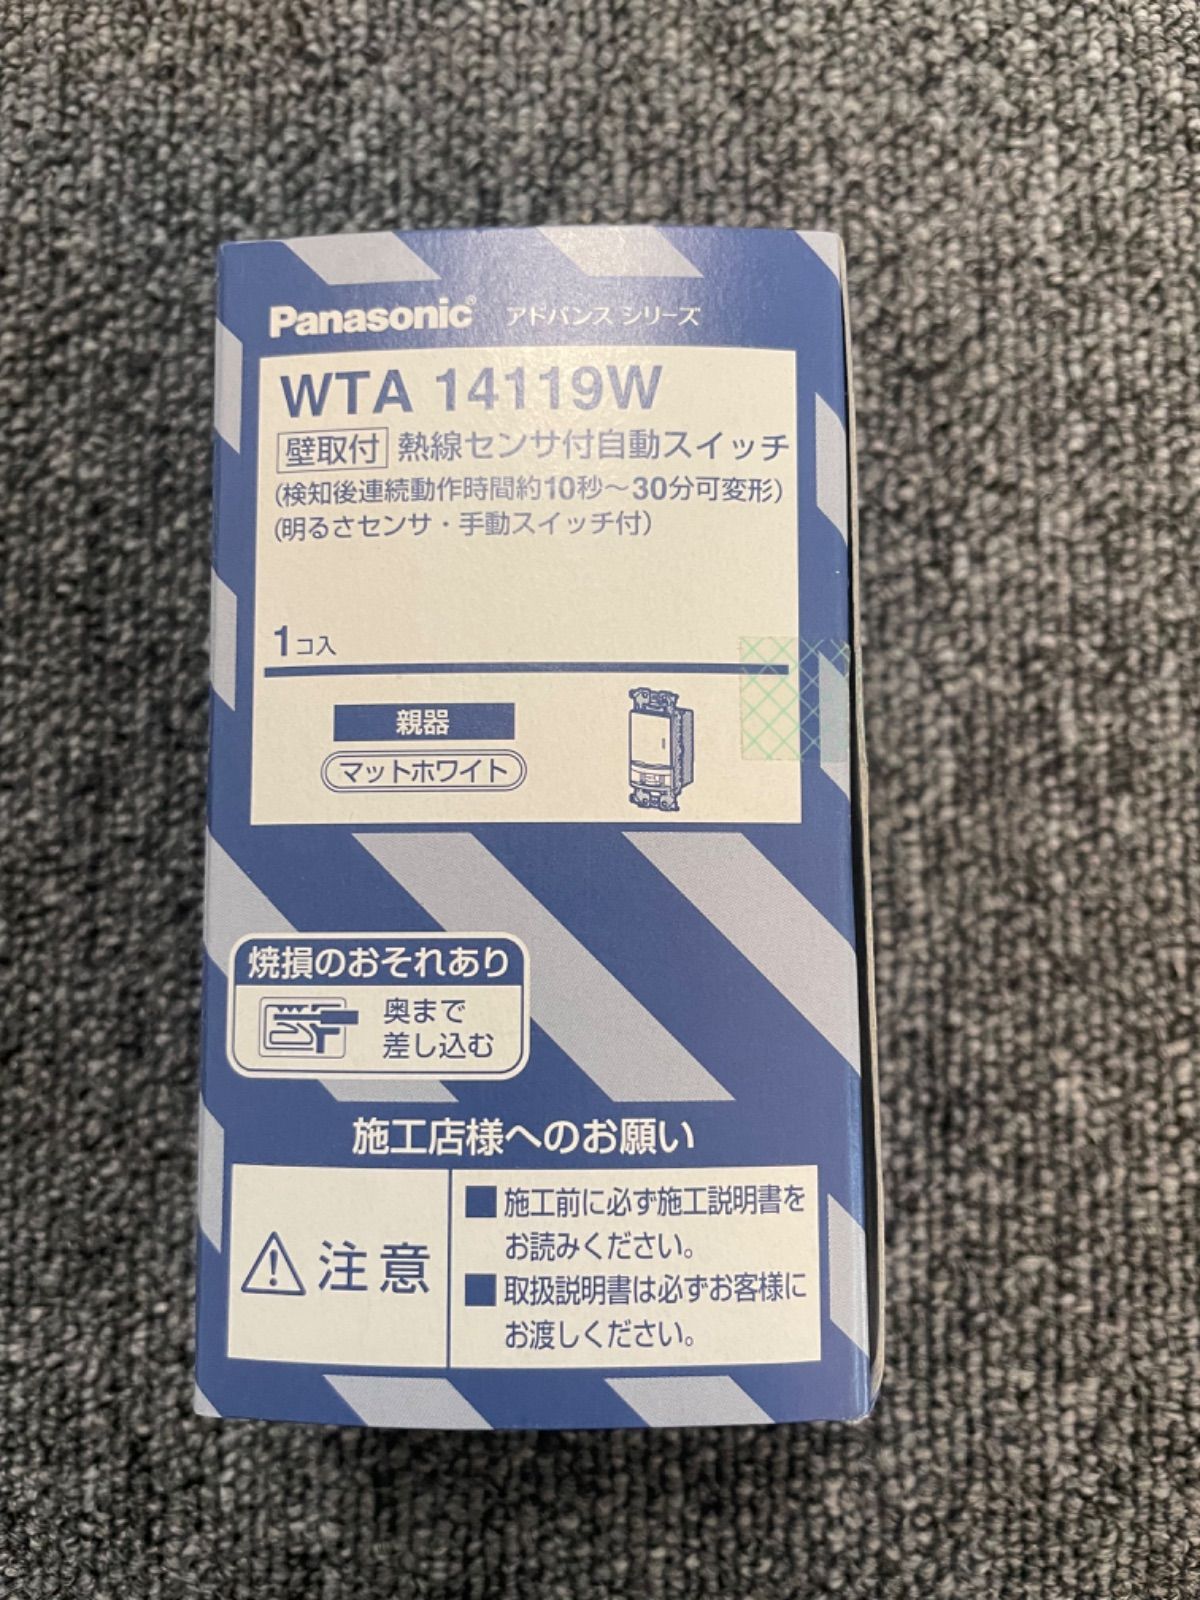 Panasonic® アドバンス シリーズ
WTA 14119W
壁取付 熱線センサ付自動スイッチ
(検知後連続動作時間約10秒～30分可変形)
(明るさセンサ・手動スイッチ付)
1コ入
親器
マットホワイト
焼損のおそれあり
奥まで
差し込む
施工店様へのお願い
注意
■ 施工前に必ず施工説明書を
お読みください。
■ 取扱説明書は必ずお客様に
お渡しください。